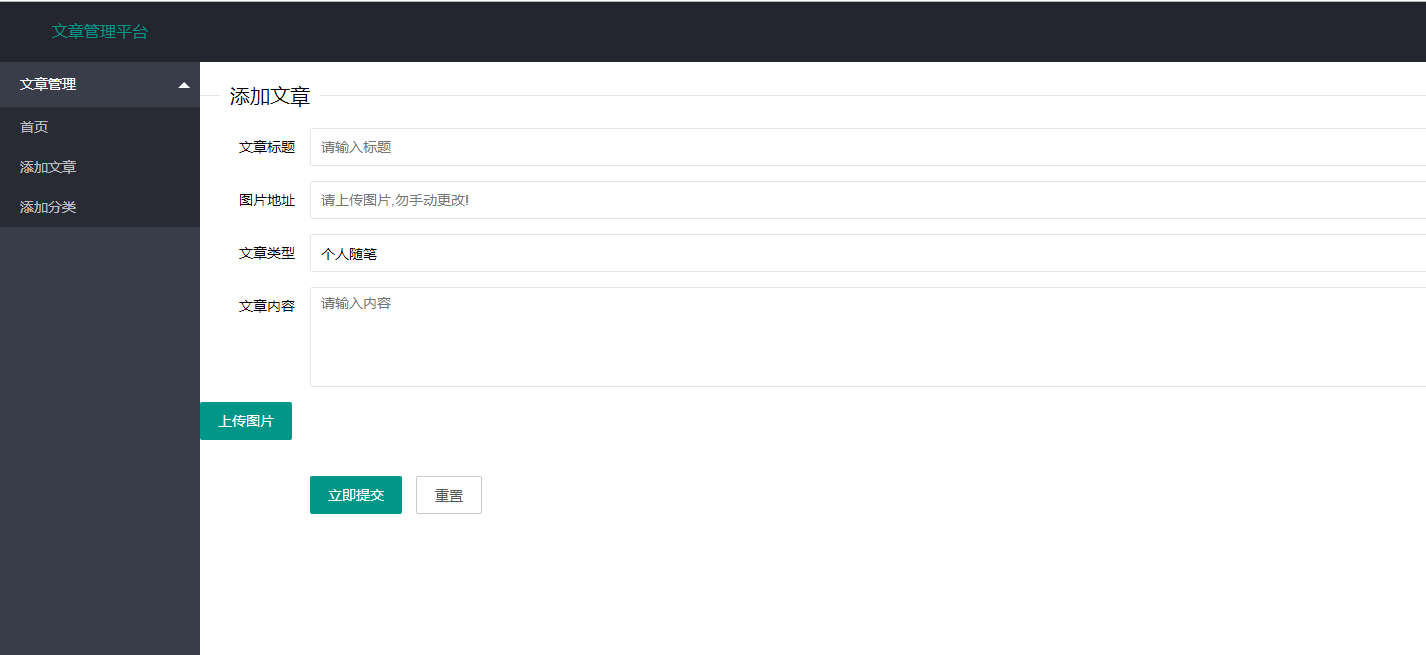 文章管理平台
文章管理
首页
添加文章
添加分类
添加文章
文章标题 请输入标题
图片地址 请上传图片,勿手动更改!
文章类型 个人随笔
文章内容 请输入内容
上传图片
立即提交 重置